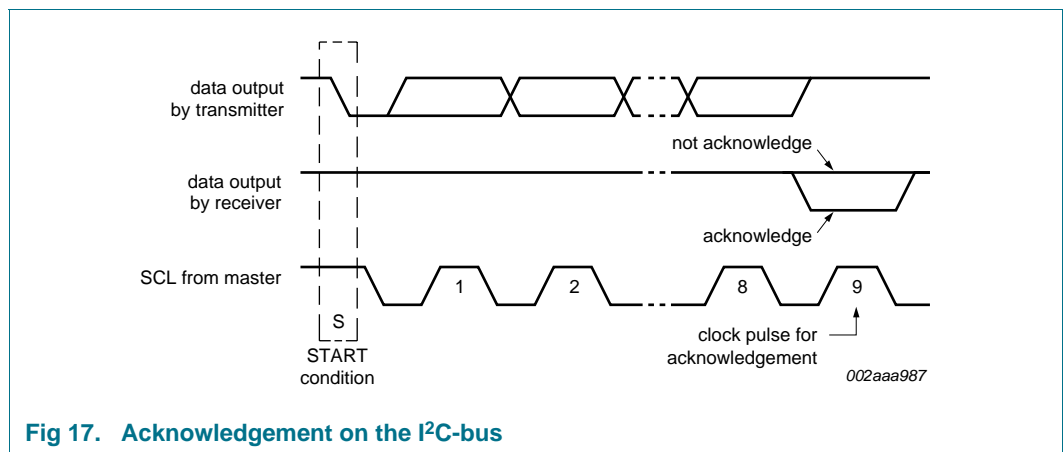 data output
by transmitter
not acknowledge
data output
by receiver
acknowledge
SCL from master
1
2
8
9
S
START
condition
clock pulse for
acknowledgement
002aaa987
Fig 17. Acknowledgement on the I²C-bus